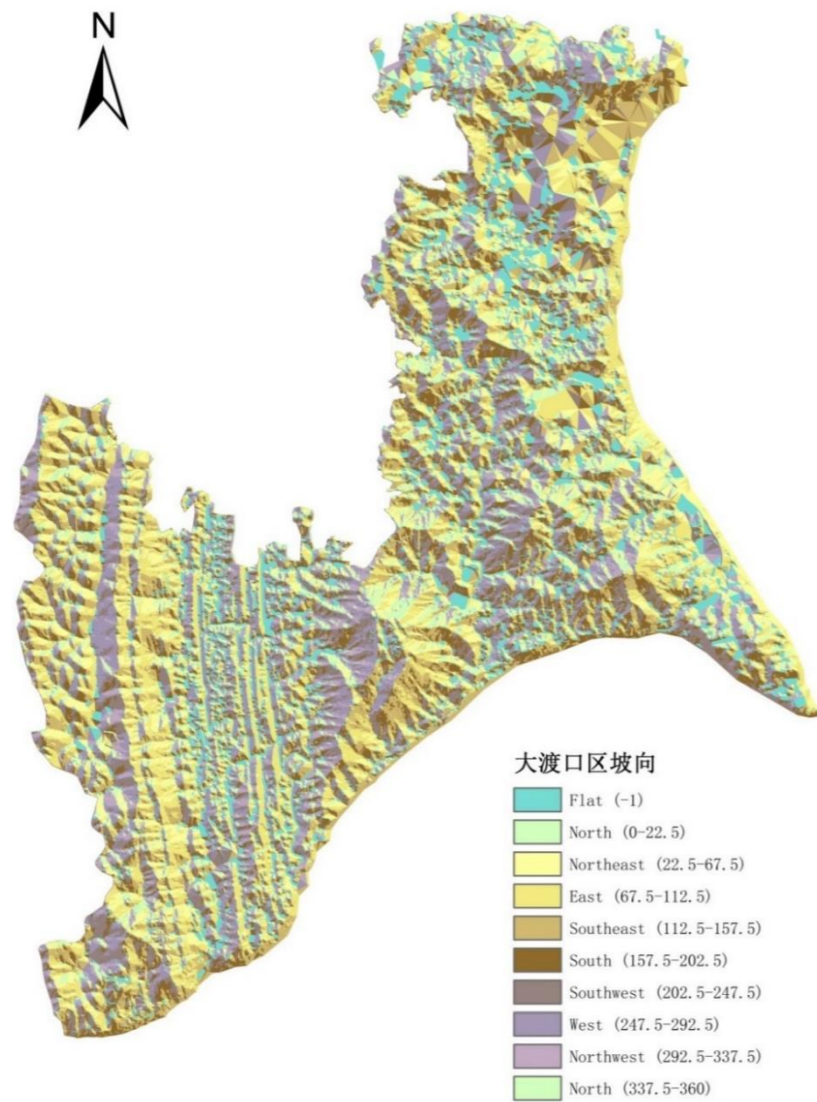 N
大渡口区坡向
Flat (-1)
North (0-22.5)
Northeast (22.5-67.5)
East (67.5-112.5)
Southeast (112.5-157.5)
South (157.5-202.5)
Southwest (202.5-247.5)
West (247.5-292.5)
Northwest (292.5-337.5)
North (337.5-360)